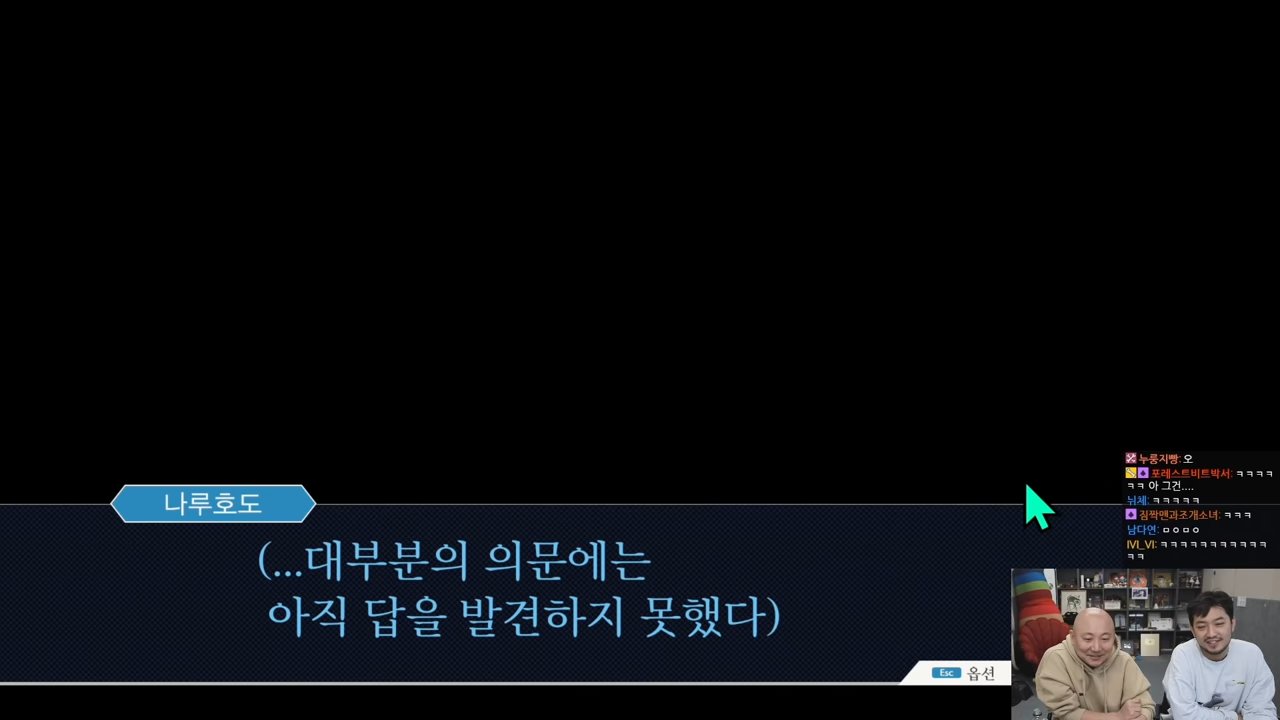 나루호도
(...대부분의 의문에는
아직 답을 발견하지 못했다)
Esc 옵션
누룽지빵: 오
포레스트비트박서: ㅋㅋㅋㅋ
ㅋㅋ 아 그건....
뉘체: ㅋㅋㅋㅋㅋ
짐짝맨과조개소녀: ㅋㅋㅋ
남다연: ㅁㅇㅁㅇ
IVI_VI: ㅋㅋㅋㅋㅋㅋㅋㅋㅋㅋㅋ
ㅋㅋ